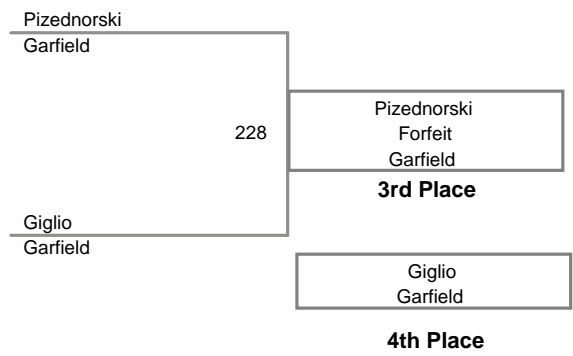 Pizednorski
Garfield
228
Pizednorski
Forfeit
Garfield
3rd Place
Giglio
Garfield
Giglio
Garfield
4th Place